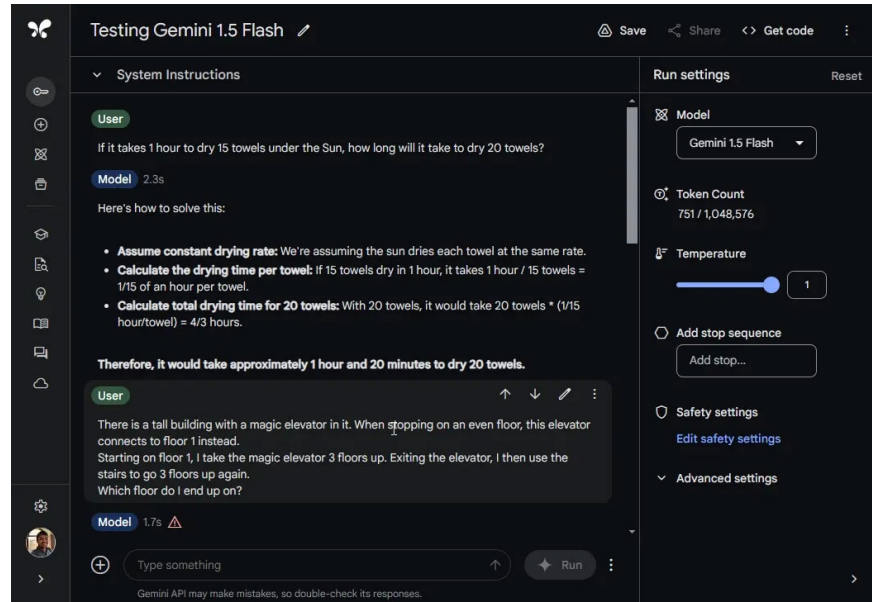 Testing Gemini 1.5 Flash
Save
Share
<> Get code
System Instructions
Run settings
Reset
User
If it takes 1 hour to dry 15 towels under the Sun, how long will it take to dry 20 towels?
Model 2.3s
Here's how to solve this:
• Assume constant drying rate: We're assuming the sun dries each towel at the same rate.
• Calculate the drying time per towel: If 15 towels dry in 1 hour, it takes 1 hour / 15 towels =
1/15 of an hour per towel.
• Calculate total drying time for 20 towels: With 20 towels, it would take 20 towels * (1/15
hour/towel) = 4/3 hours.
Therefore, it would take approximately 1 hour and 20 minutes to dry 20 towels.
User
There is a tall building with a magic elevator in it. When stopping on an even floor, this elevator
connects to floor 1 instead.
Starting on floor 1, I take the magic elevator 3 floors up. Exiting the elevator, I then use the
stairs to go 3 floors up again.
Which floor do I end up on?
Model 1.7s
Type something
Run
Gemini API may make mistakes, so double-check its responses.
Model
Gemini 1.5 Flash
Token Count
751 / 1,048,576
Temperature
1
Add stop sequence
Add stop...
Safety settings
Edit safety settings
Advanced settings